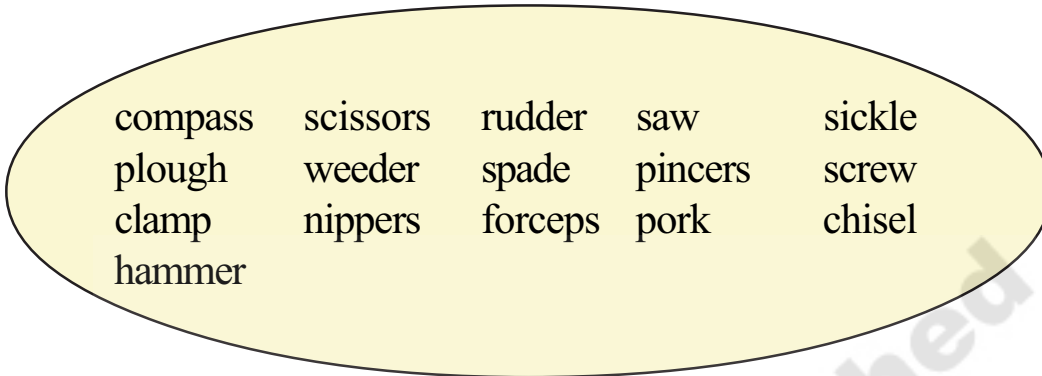 compass scissors rudder saw sickle
plough weeder spade pincers screw
clamp nippers forceps pork chisel
hammer